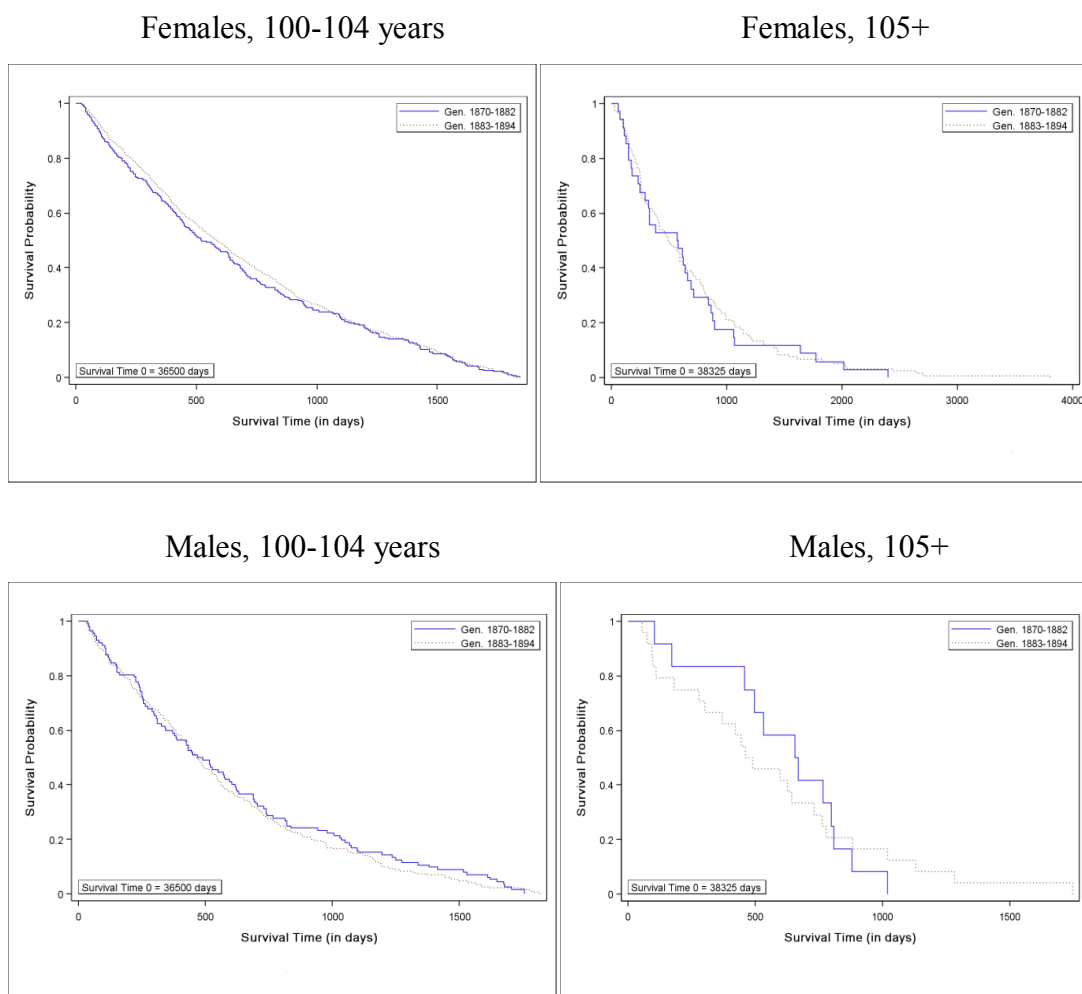 Females, 100-104 years
Females, 105+
Survival Probability
1
0.8
0.6
0.4
0.2
0
Gen. 1870-1882
Gen. 1883-1894
Survival Time 0 = 36500 days
0 500 1000 1500
Survival Time (in days)
Survival Probability
1
0.8
0.6
0.4
0.2
0
Gen. 1870-1882
Gen. 1883-1894
Survival Time 0 = 38325 days
0 1000 2000 3000 4000
Survival Time (in days)
Males, 100-104 years
Males, 105+
Survival Probability
1
0.8
0.6
0.4
0.2
0
Gen. 1870-1882
Gen. 1883-1894
Survival Time 0 = 36500 days
0 500 1000 1500
Survival Time (in days)
Survival Probability
1
0.8
0.6
0.4
0.2
0
Gen. 1870-1882
Gen. 1883-1894
Survival Time 0 = 38325 days
0 500 1000 1500
Survival Time (in days)